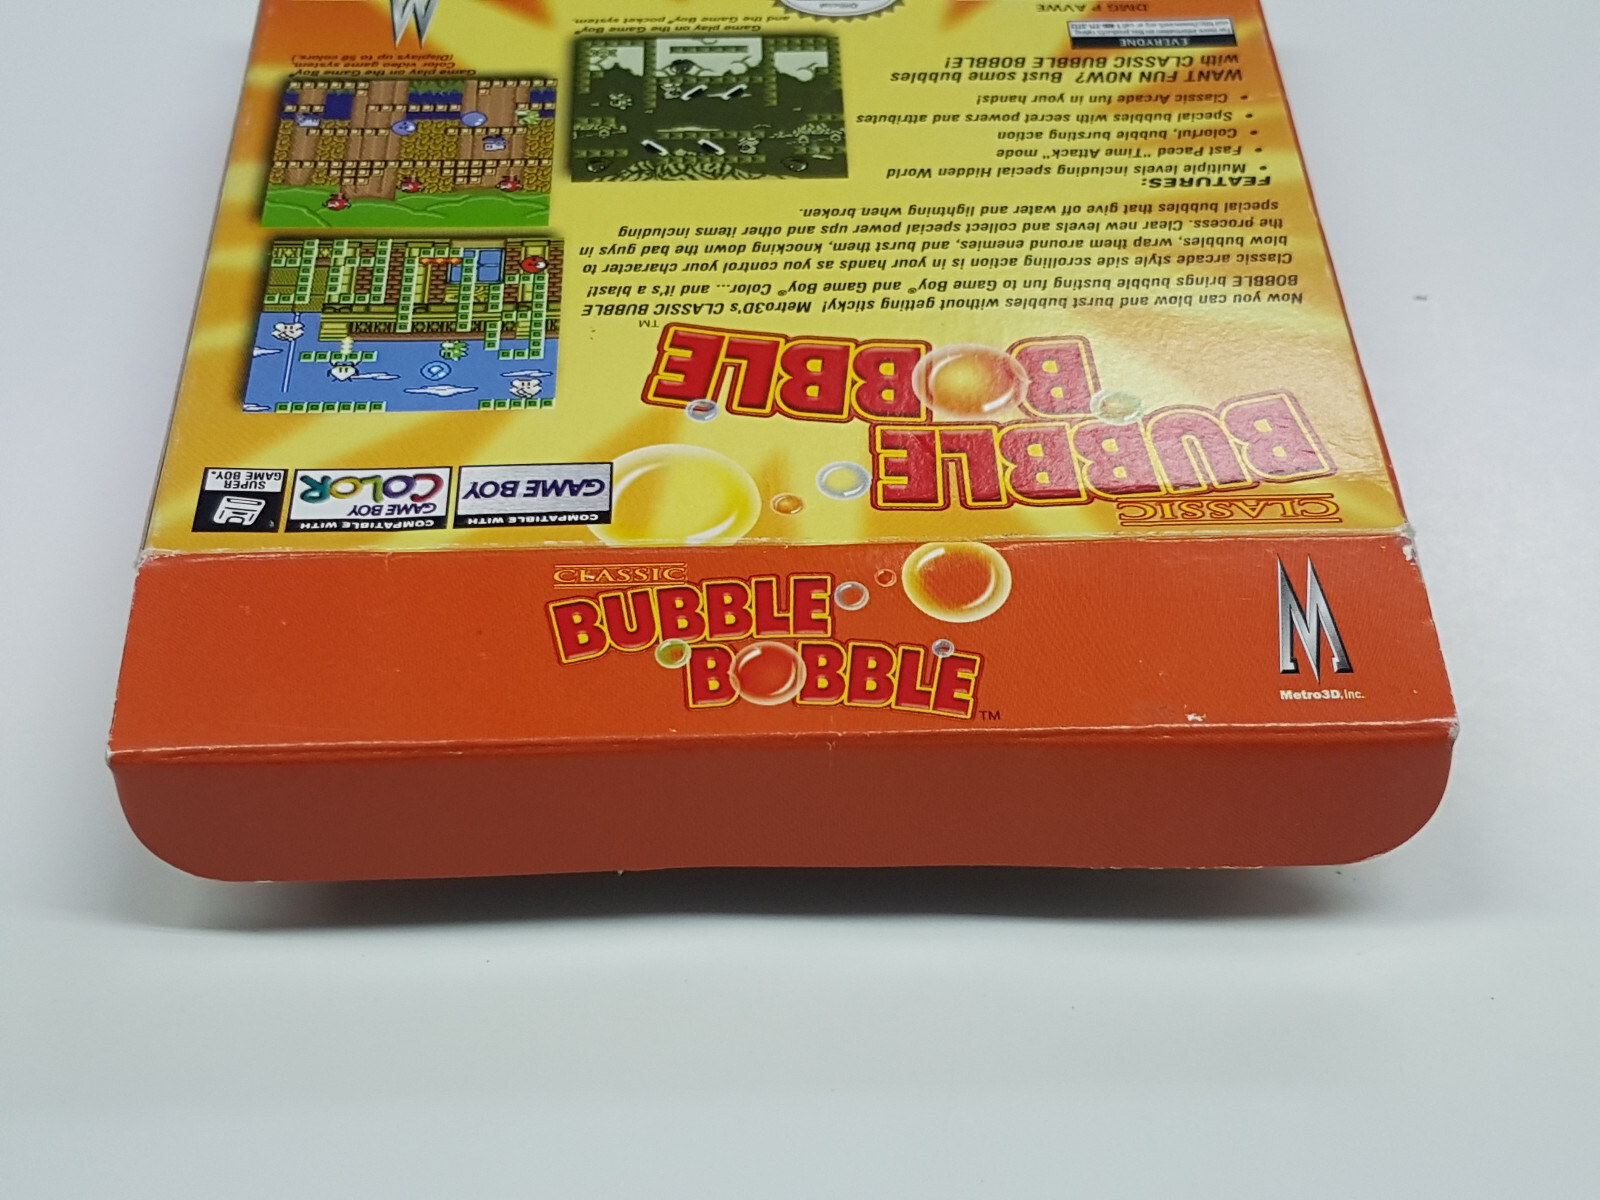 CLASSIC
BUBBLE
BOBBLE
TM
Metro3D, Inc.
CLASSIC
BUBBLE
BOBBLE
TM
COMPATIBLE WITH
GAME BOY
COMPATIBLE WITH
GAME BOY
COLOR
SUPER
GAME BOY.
Now you can blow and burst bubbles without getting sticky! Metro3D's CLASSIC BUBBLE
BOBBLE brings bubble busting fun to Game Boy® and Game Boy® Color... and it's a blast!
Classic arcade style side scrolling action is in your hands as you control your character to
blow bubbles, wrap them around enemies, and burst them, knocking down the bad guys in
the process. Clear new levels and collect special power ups and other items including
special bubbles that give off water and lightning when broken.
FEATURES:
• Multiple levels including special Hidden World
• Fast Paced "Time Attack" mode
• Colorful, bubble bursting action
• Special bubbles with secret powers and attributes
• Classic Arcade fun in your hands!
WANT FUN NOW? Bust some bubbles
with CLASSIC BUBBLE BOBBLE!
Game play on the Game Boy®
Color video game system.
(Displays up to 56 colors.)
Game play on the Game Boy®
and the Game Boy® pocket system.
EVERYONE
Official
DMG P AVWE